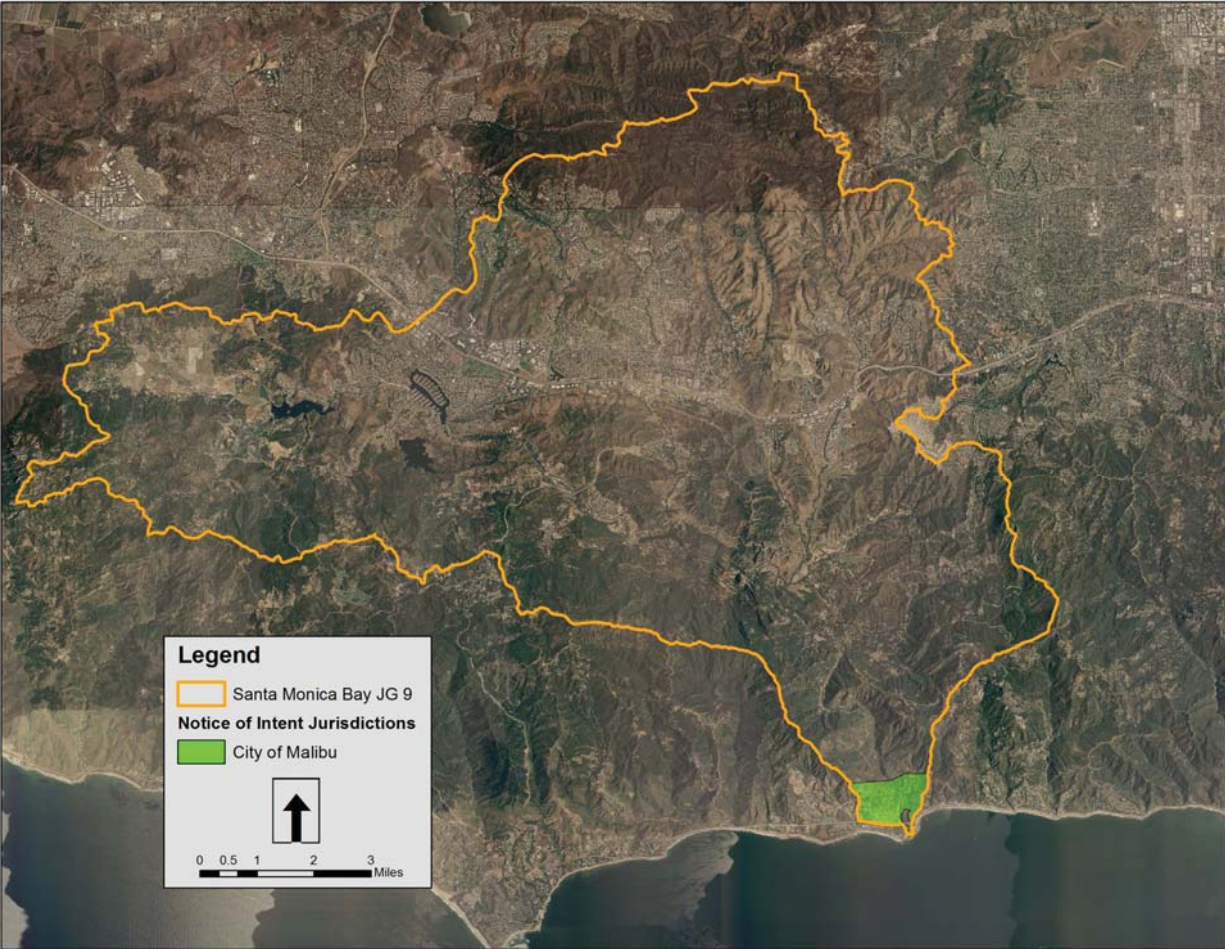 Legend
Santa Monica Bay JG 9
Notice of Intent Jurisdictions
City of Malibu
0 0.5 1 2 3
Miles